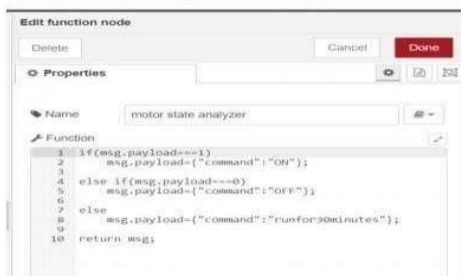 Edit function node
Delete
Cancel
Done
Properties
Name
motor state analyzer
Function
1 if(msg.payload===1)
2 msg.payload={"command":"ON"};
3
4 else if(msg.payload===0)
5 msg.payload={"command":"OFF"};
6
7 else
8 msg.payload={"command":"runfor30minutes"};
9
10 return msg;